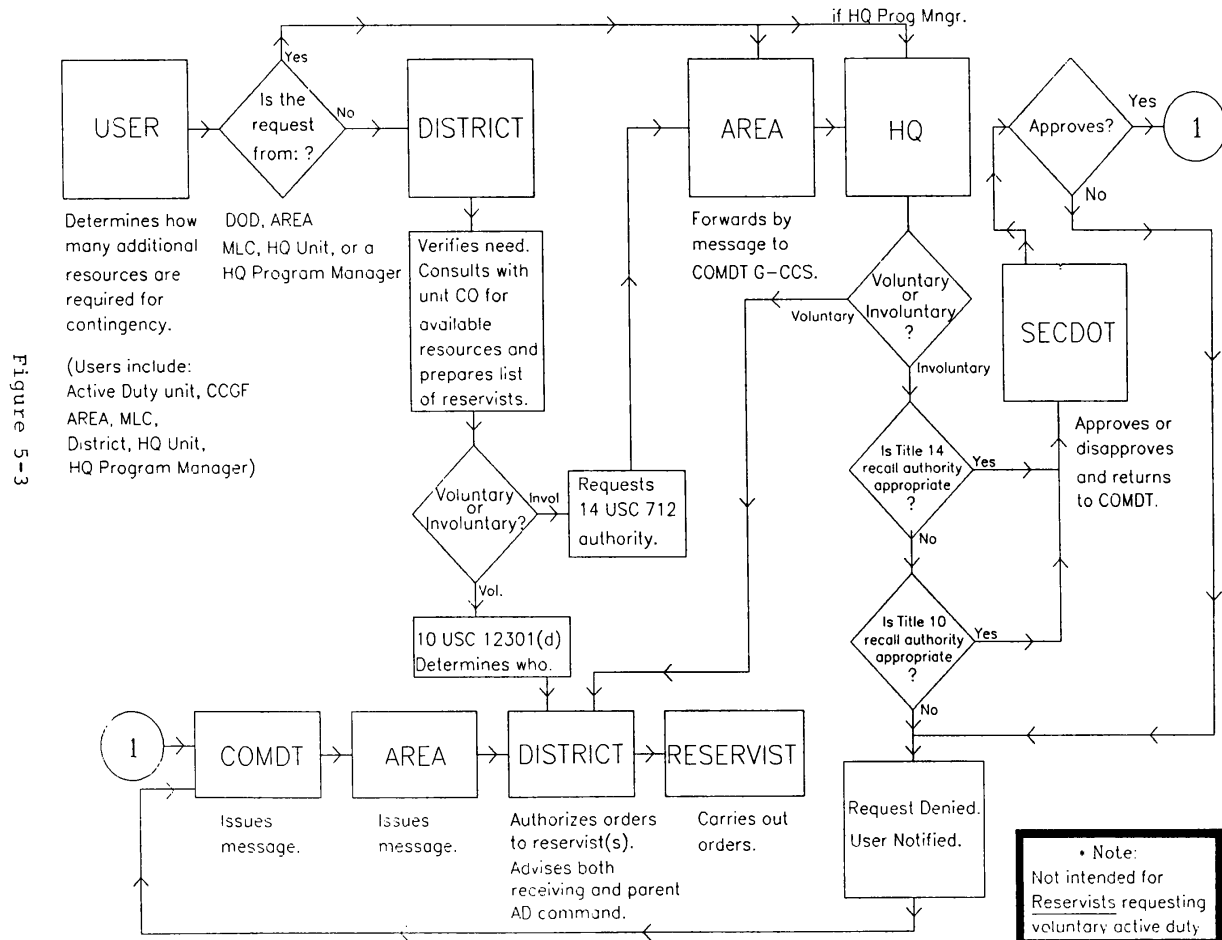 if HQ Prog Mngr.
Yes
USER
Is the
request
from: ?
No
DISTRICT
AREA
HQ
Approves?
Yes
1
No
Determines how
many additional
resources are
required for
contingency.
(Users include:
Active Duty unit, CCGF
AREA, MLC,
District, HQ Unit,
HQ Program Manager)
DOD, AREA
MLC, HQ Unit, or a
HQ Program Manager
Verifies need.
Consults with
unit CO for
available
resources and
prepares list
of reservists.
Forwards by
message to
COMDT G-CCS.
Voluntary
or
Involuntary
?
Voluntary
Involuntary
SECDOT
Approves or
disapproves
and returns
to COMDT.
Figure 5-3
Voluntary
or
Involuntary?
Invol
Requests
14 USC 712
authority.
Vol.
Is Title 14
recall authority
appropriate
?
Yes
No
Is Title 10
recall authority
appropriate
?
Yes
No
10 USC 12301(d)
Determines who.
1
COMDT
AREA
DISTRICT
RESERVIST
Issues
message.
Issues
message.
Authorizes orders
to reservist(s).
Advises both
receiving and parent
AD command.
Carries out
orders.
Request Denied.
User Notified.
• Note:
Not intended for
Reservists requesting
voluntary active duty